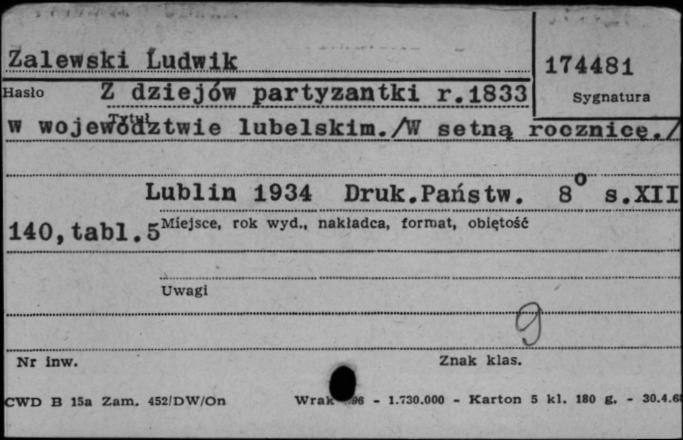 Zalewski Ludwik
174481
Hasło
Z dziejów partyzantki r.1833
Sygnatura
Tytuł
w województwie lubelskim./W setną rocznicę./
Lublin 1934 Druk.Państw. 8° s.XII
140,tabl.5
Miejsce, rok wyd., nakładca, format, objętość
Uwagi
9
Nr inw.
Znak klas.
CWD B 15a Zam. 452/DW/On
96 - 1.730.000 - Karton 5 kl. 180 g. - 30.4.6